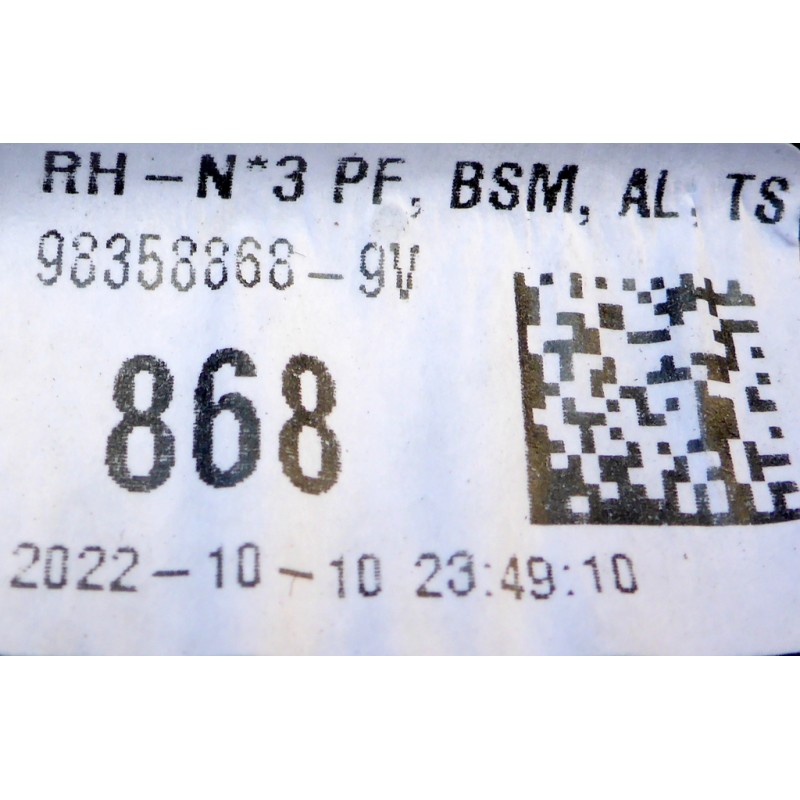 RH-N*3 PF, BSM, AL, TS
98358868-9V
868
2022-10-10 23:49:10